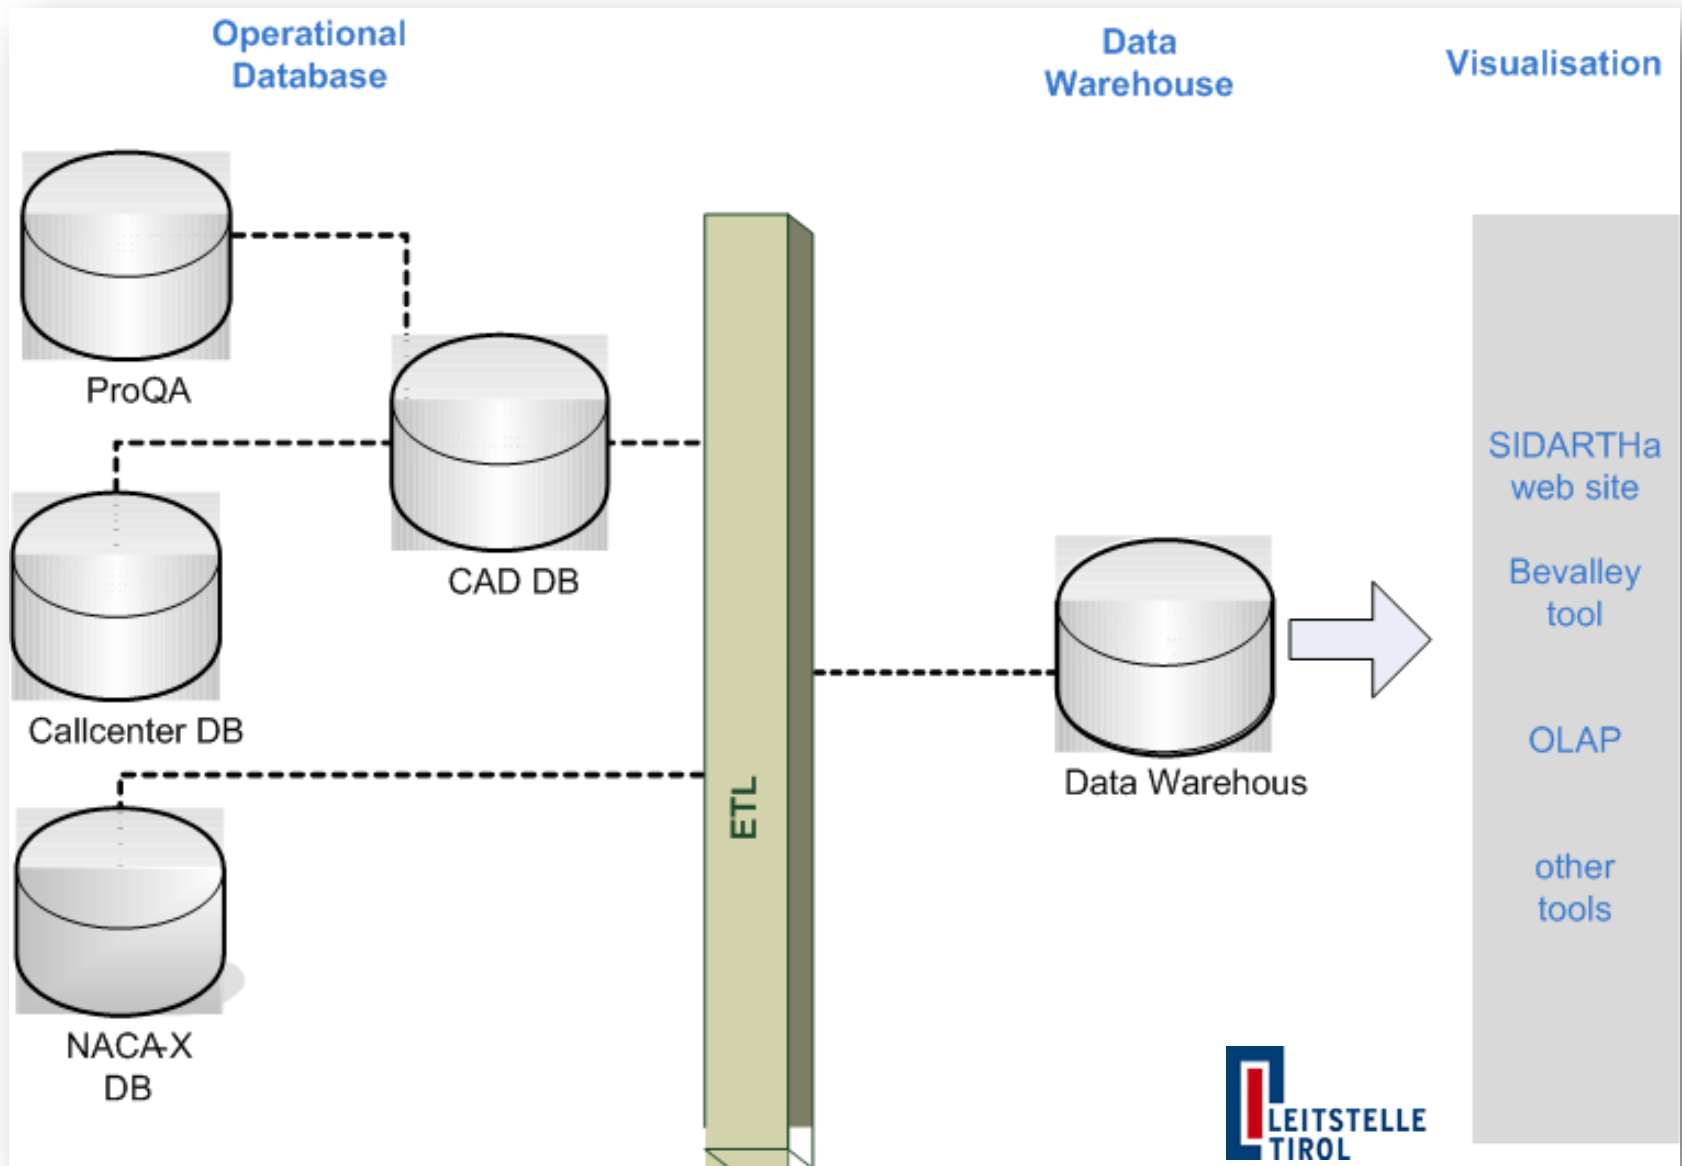 Operational
Database
Data
Warehouse
Visualisation
ProQA
CAD DB
Callcenter DB
NACA-X
DB
ETL
Data Warehous
SIDARTHa
web site
Bevalley
tool
OLAP
other
tools
LEITSTELLE
TIROL